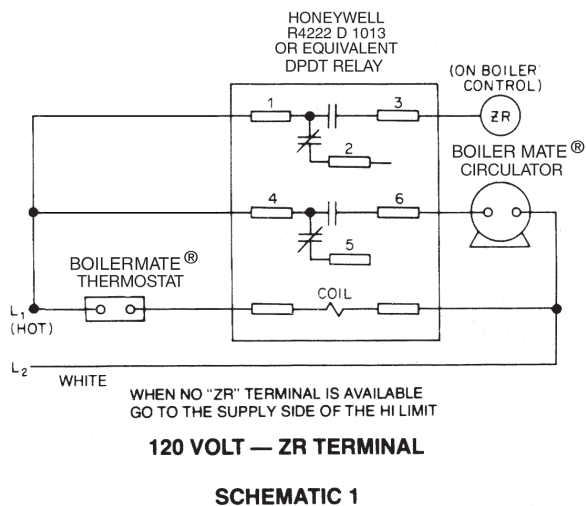 HONEYWELL
R4222 D 1013
OR EQUIVALENT
DPDT RELAY
(ON BOILER
CONTROL)
1
3
ZR
2
BOILER MATE®
CIRCULATOR
4
6
5
BOILERMATE®
THERMOSTAT
COIL
L1
(HOT)
L2
WHITE
WHEN NO "ZR" TERMINAL IS AVAILABLE
GO TO THE SUPPLY SIDE OF THE HI LIMIT
120 VOLT — ZR TERMINAL
SCHEMATIC 1